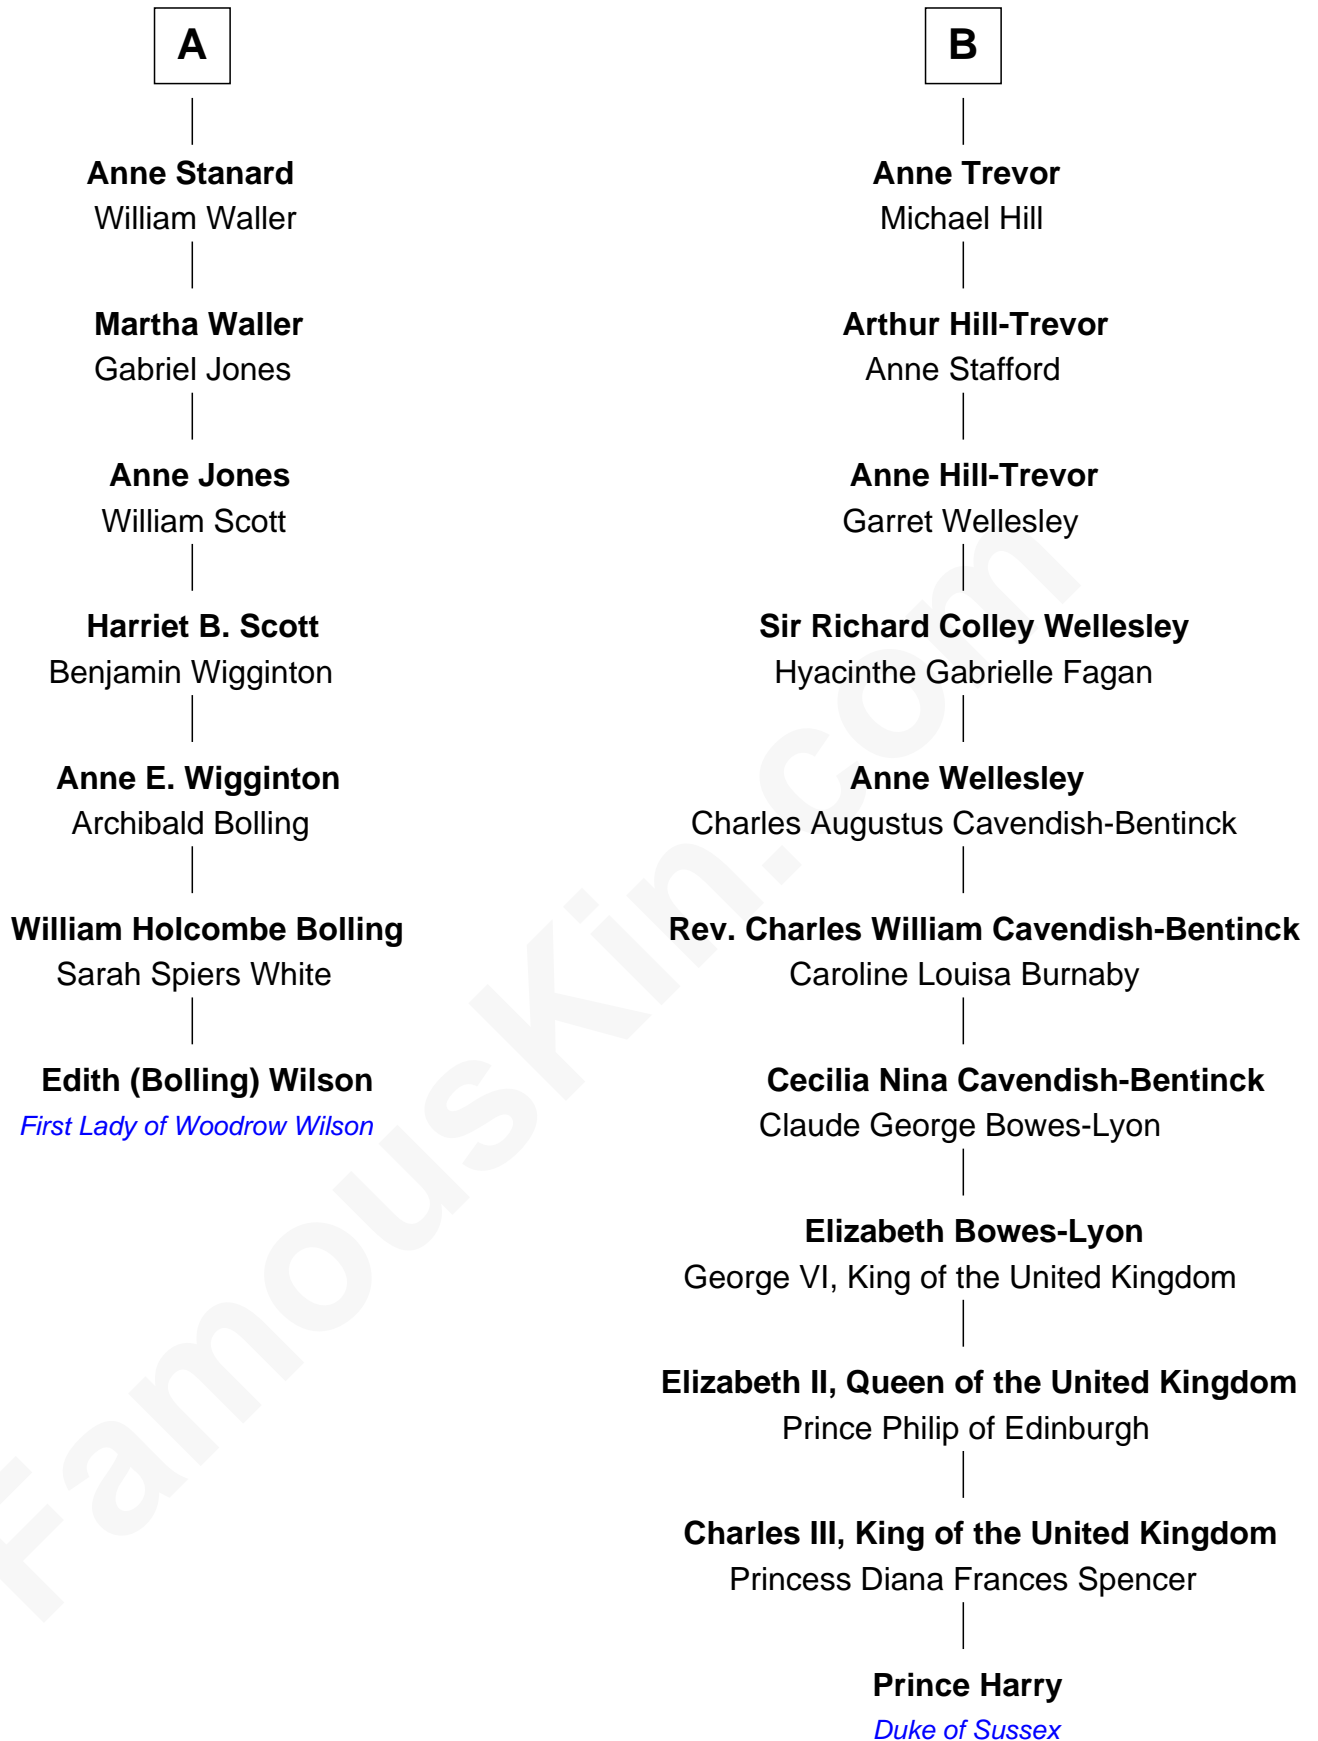 A
Anne Stanard
William Waller
Martha Waller
Gabriel Jones
Anne Jones
William Scott
Harriet B. Scott
Benjamin Wigginton
Anne E. Wigginton
Archibald Bolling
William Holcombe Bolling
Sarah Spiers White
Edith (Bolling) Wilson
First Lady of Woodrow Wilson
B
Anne Trevor
Michael Hill
Arthur Hill-Trevor
Anne Stafford
Anne Hill-Trevor
Garret Wellesley
Sir Richard Colley Wellesley
Hyacinthe Gabrielle Fagan
Anne Wellesley
Charles Augustus Cavendish-Bentinck
Rev. Charles William Cavendish-Bentinck
Caroline Louisa Burnaby
Cecilia Nina Cavendish-Bentinck
Claude George Bowes-Lyon
Elizabeth Bowes-Lyon
George VI, King of the United Kingdom
Elizabeth II, Queen of the United Kingdom
Prince Philip of Edinburgh
Charles III, King of the United Kingdom
Princess Diana Frances Spencer
Prince Harry
Duke of Sussex
FamousKin.com